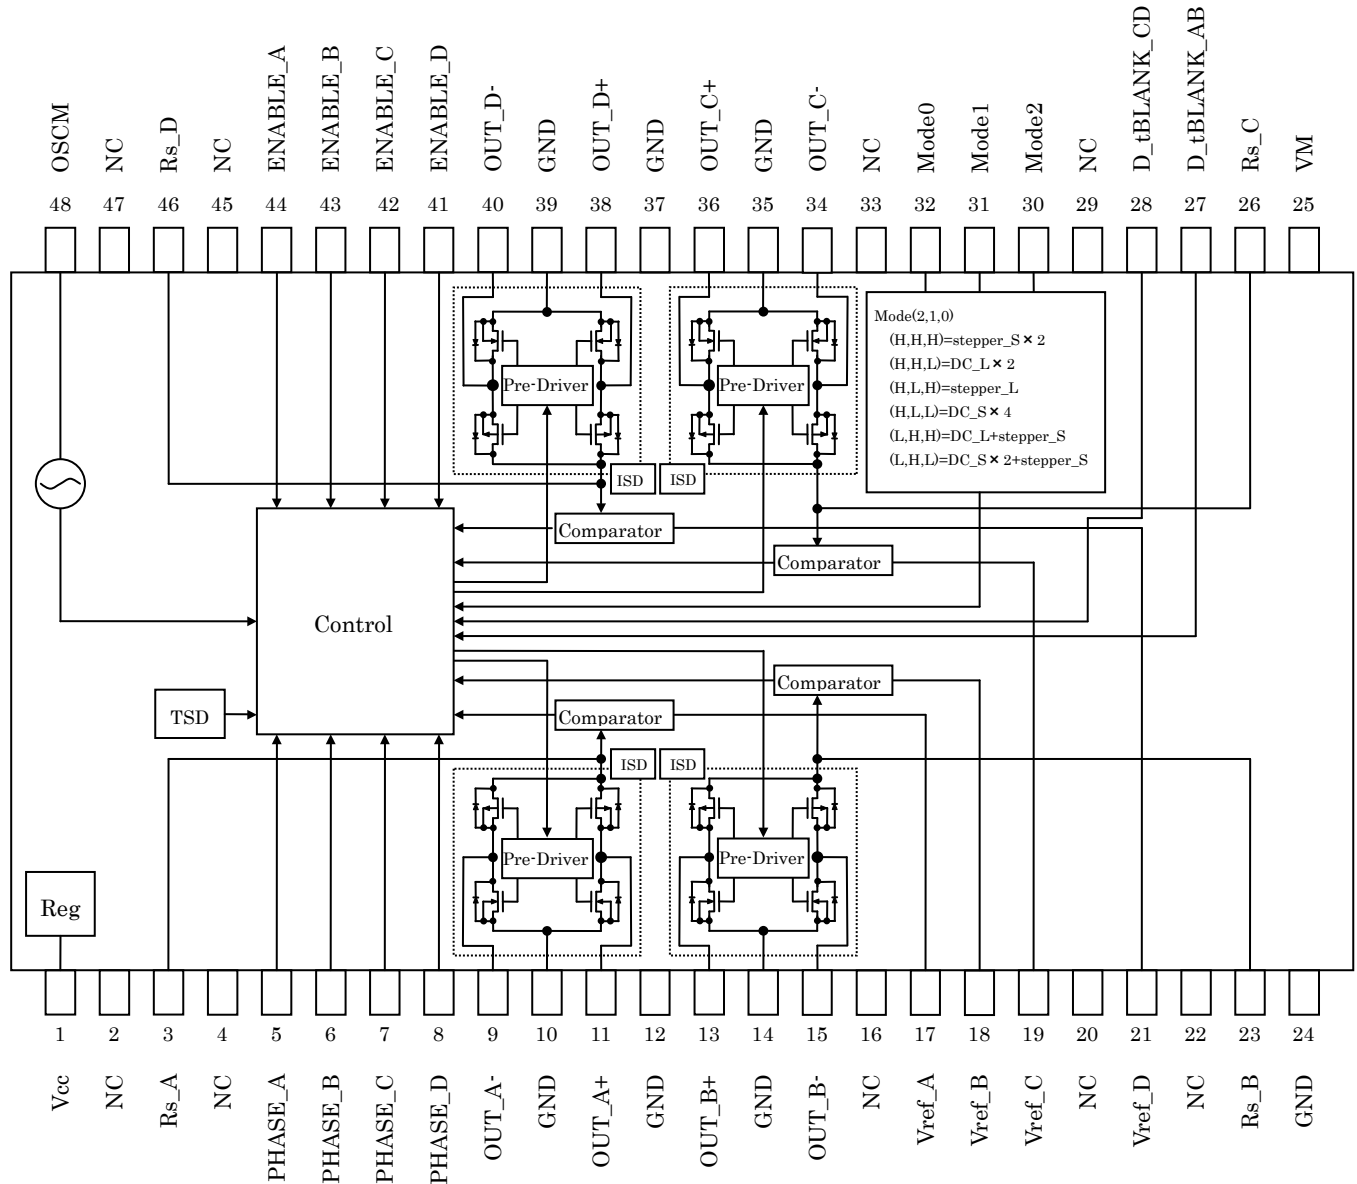 OSCM
NC
Rs_D
NC
ENABLE_A
ENABLE_B
ENABLE_C
ENABLE_D
OUT_D-
GND
OUT_D+
GND
OUT_C+
GND
OUT_C-
NC
Mode0
Mode1
Mode2
NC
D_tBLANK_CD
D_tBLANK_AB
Rs_C
VM
48 47 46 45 44 43 42 41 40 39 38 37 36 35 34 33 32 31 30 29 28 27 26 25
Mode(2,1,0)
(H,H,H)=stepper_S × 2
(H,H,L)=DC_L × 2
(H,L,H)=stepper_L
(H,L,L)=DC_S × 4
(L,H,H)=DC_L+stepper_S
(L,H,L)=DC_S × 2+stepper_S
Pre-Driver
Pre-Driver
ISD
ISD
Comparator
Comparator
Control
Comparator
TSD
Comparator
ISD
ISD
Pre-Driver
Pre-Driver
Reg
1 2 3 4 5 6 7 8 9 10 11 12 13 14 15 16 17 18 19 20 21 22 23 24
Vcc
NC
Rs_A
NC
PHASE_A
PHASE_B
PHASE_C
PHASE_D
OUT_A-
GND
OUT_A+
GND
OUT_B+
GND
OUT_B-
NC
Vref_A
Vref_B
Vref_C
NC
Vref_D
NC
Rs_B
GND